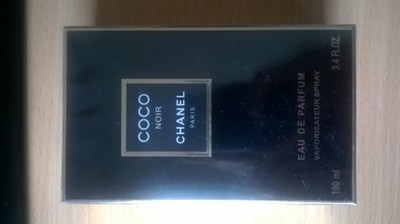 COCO
NOIR
CHANEL
PARIS
EAU DE PARFUM
VAPORISATEUR SPRAY
100 ml
3.4 FL.OZ